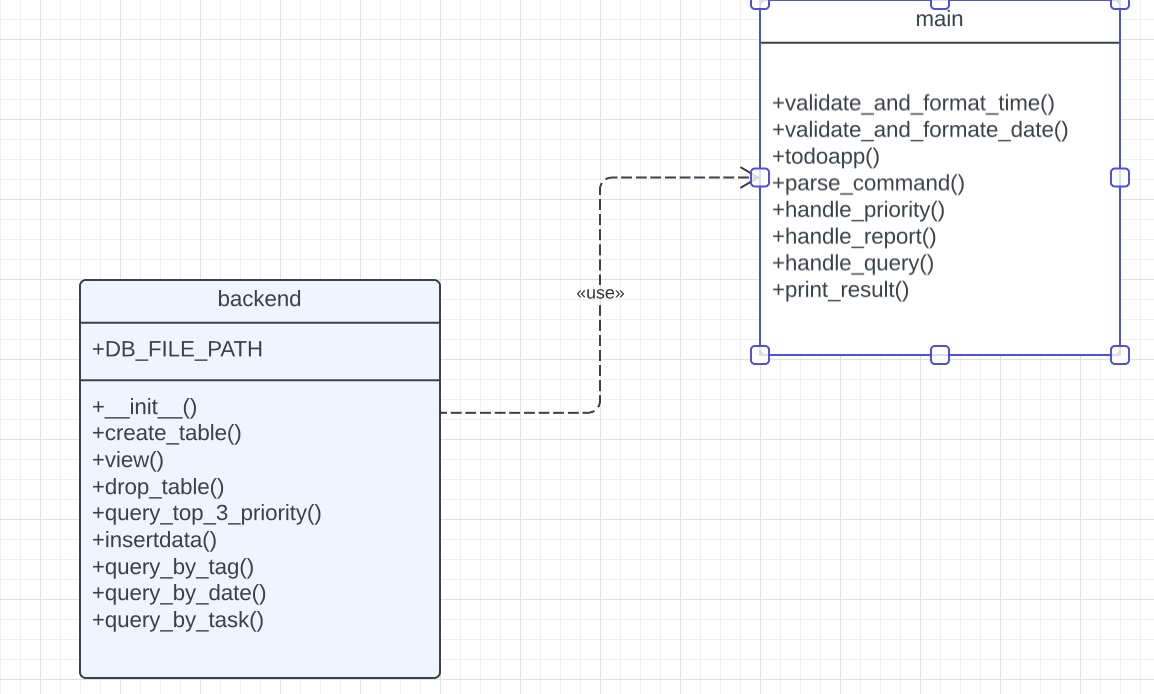 main
+validate_and_format_time()
+validate_and_formate_date()
+todoapp()
+parse_command()
+handle_priority()
+handle_report()
+handle_query()
+print_result()
«use»
backend
+DB_FILE_PATH
+__init__()
+create_table()
+view()
+drop_table()
+query_top_3_priority()
+insertdata()
+query_by_tag()
+query_by_date()
+query_by_task()